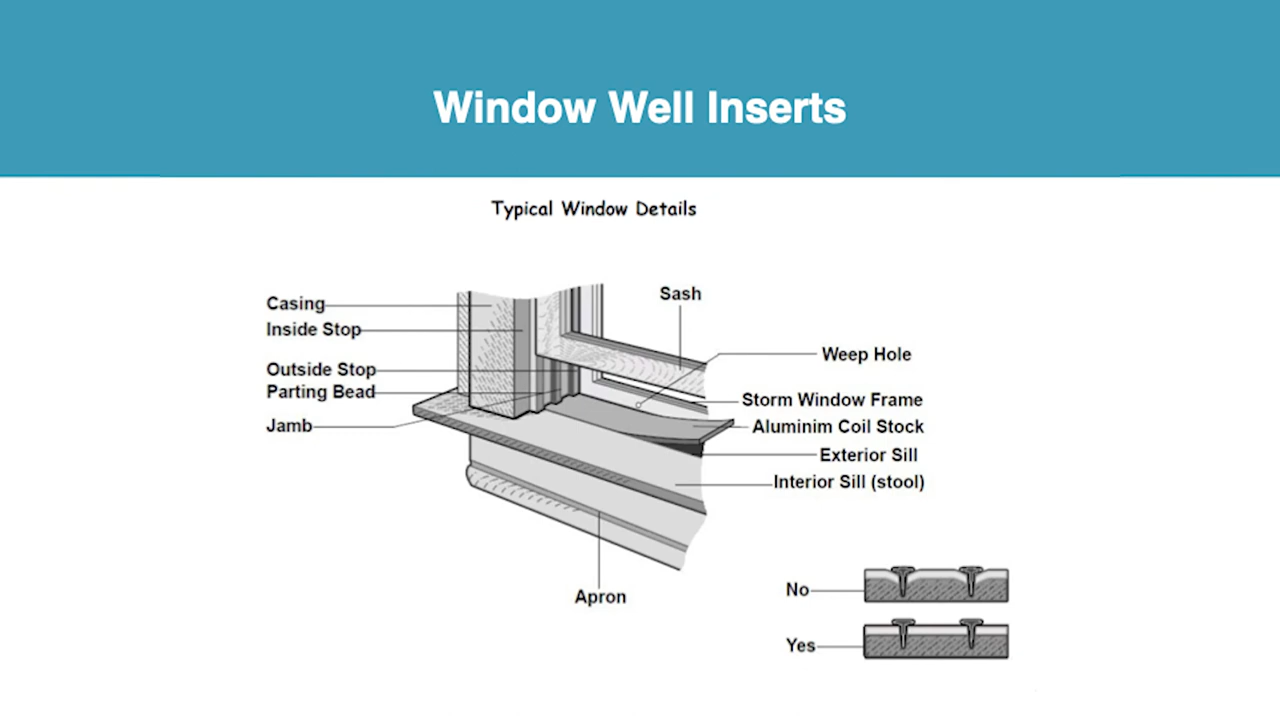 Window Well Inserts
Typical Window Details
Casing
Inside Stop
Outside Stop
Parting Bead
Jamb
Sash
Weep Hole
Storm Window Frame
Aluminim Coil Stock
Exterior Sill
Interior Sill (stool)
Apron
No
Yes